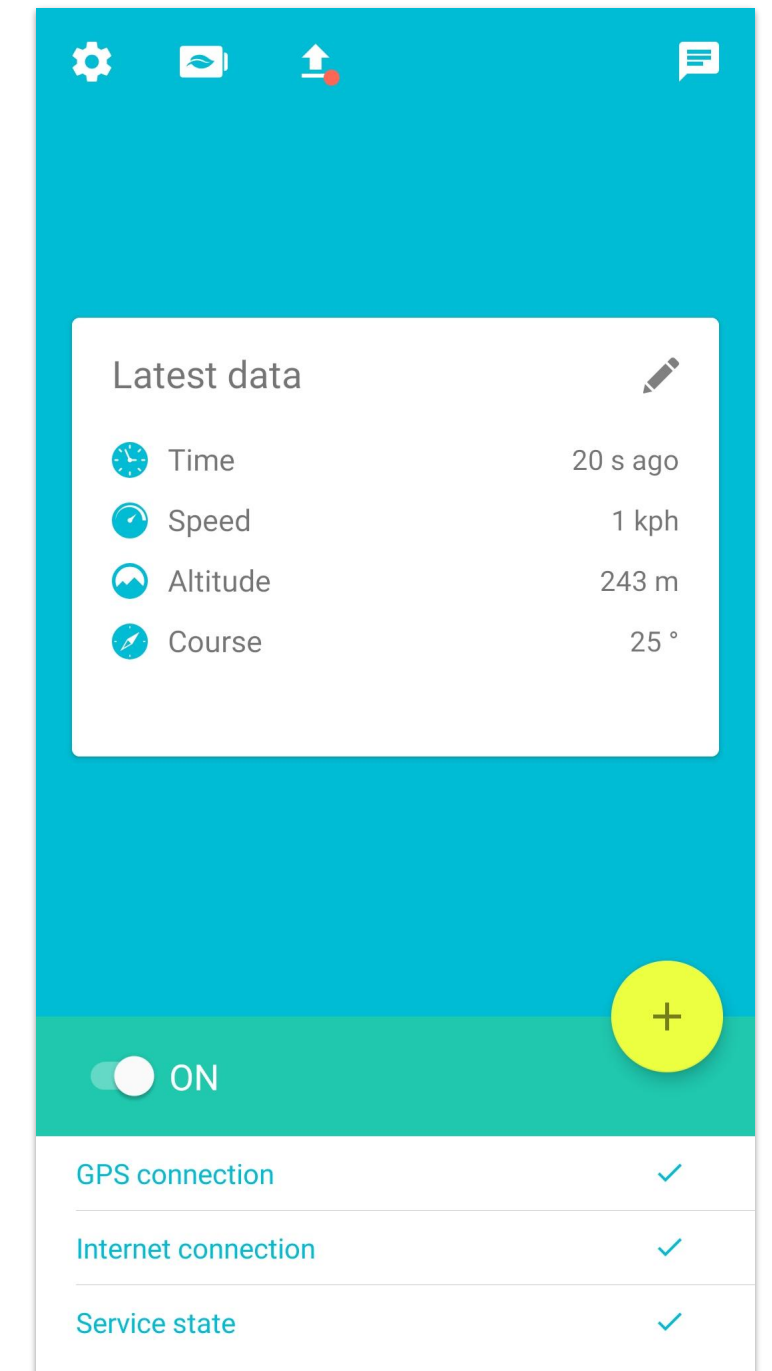 Latest data
Time 20 s ago
Speed 1 kph
Altitude 243 m
Course 25 °
ON
GPS connection
Internet connection
Service state